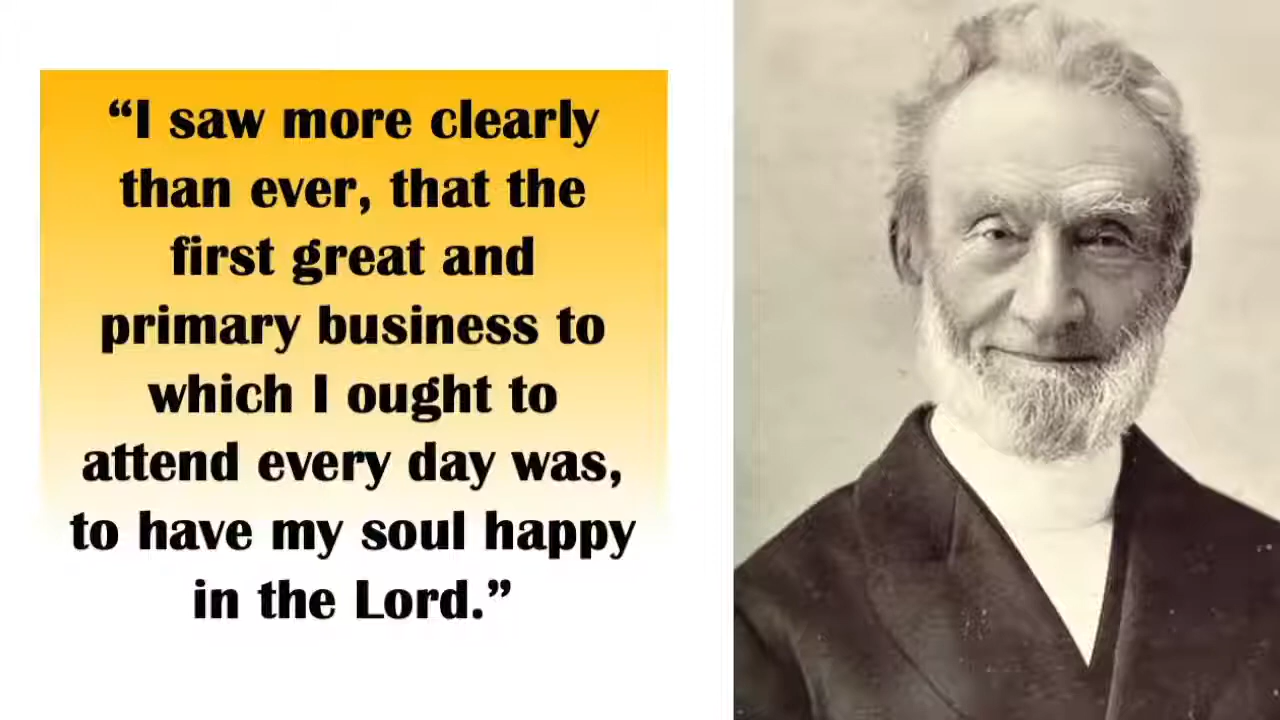 “I saw more clearly
than ever, that the
first great and
primary business to
which I ought to
attend every day was,
to have my soul happy
in the Lord.”